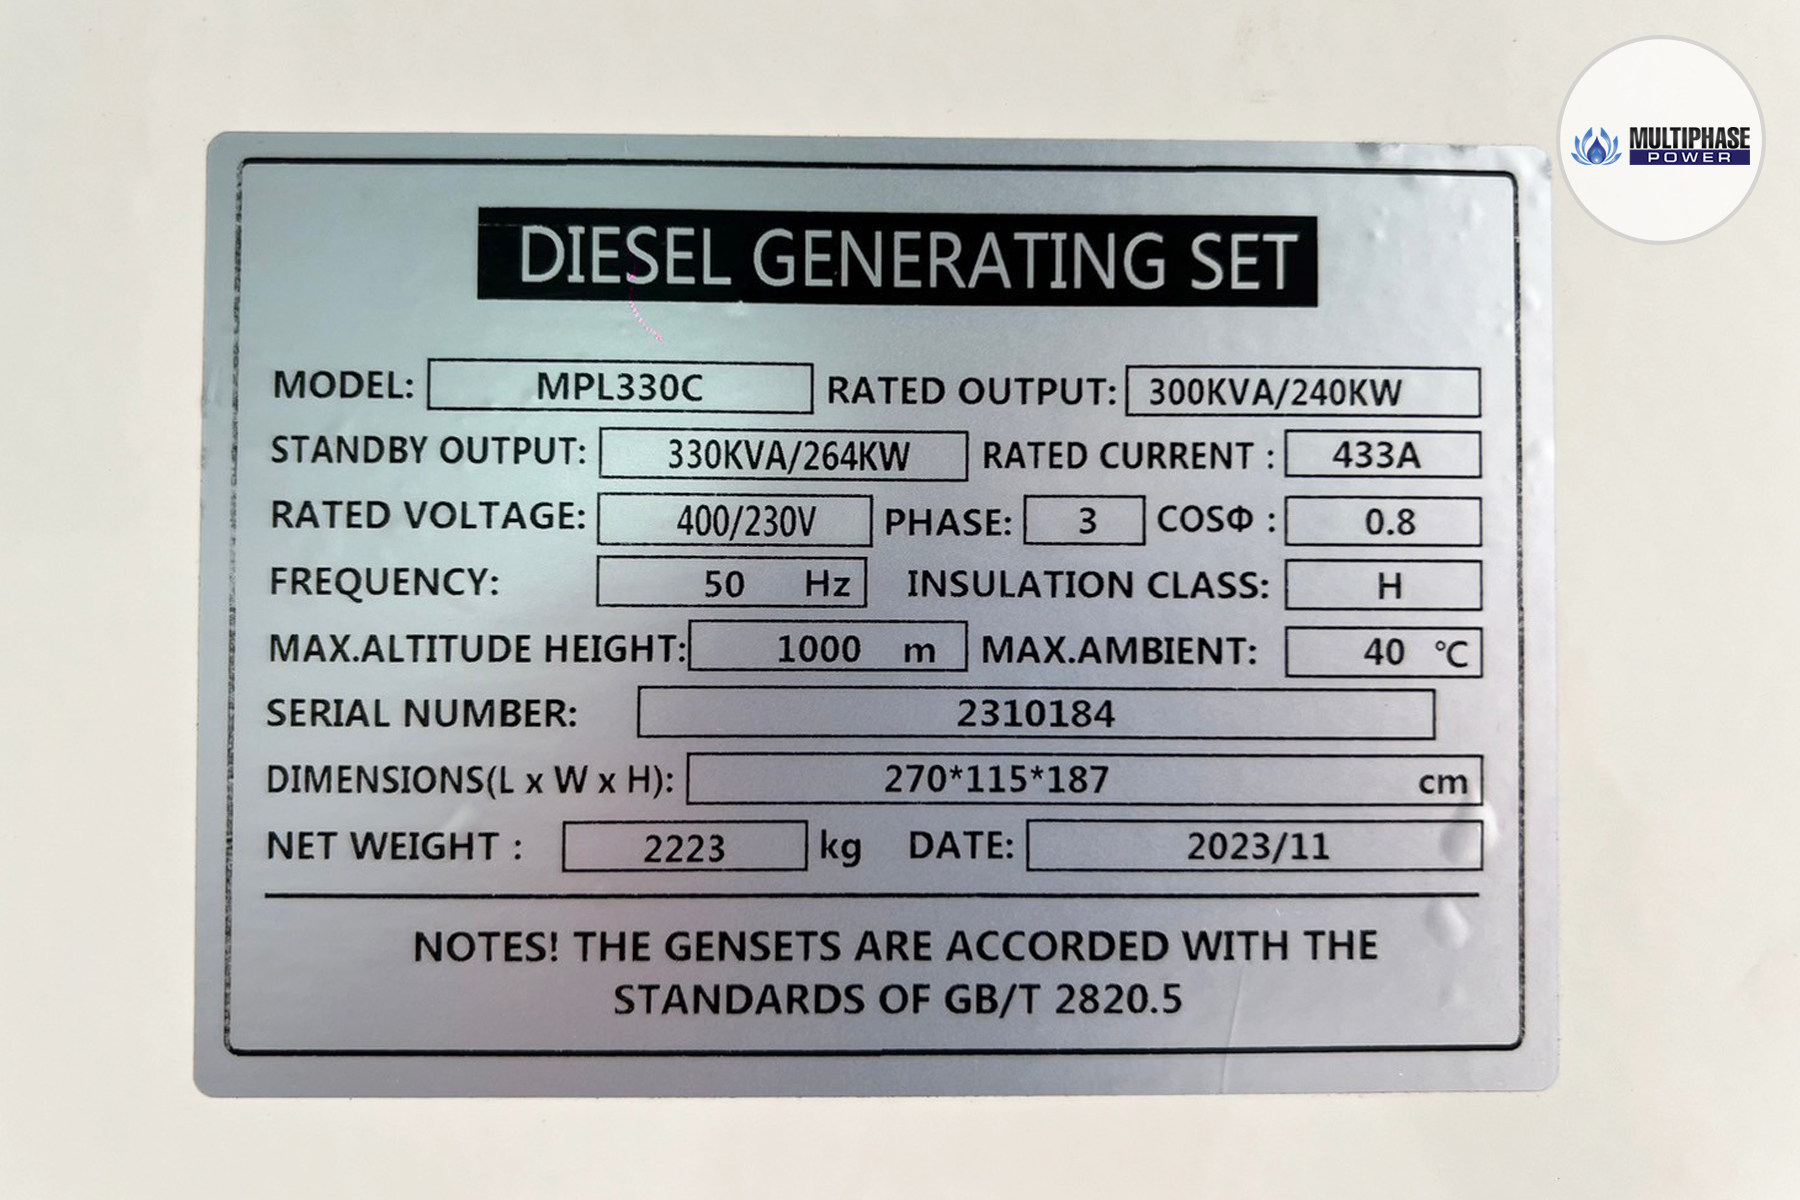 MULTIPHASE
POWER
DIESEL GENERATING SET
MODEL: MPL330C RATED OUTPUT: 300KVA/240KW
STANDBY OUTPUT: 330KVA/264KW RATED CURRENT : 433A
RATED VOLTAGE: 400/230V PHASE: 3 COSΦ : 0.8
FREQUENCY: 50 Hz INSULATION CLASS: H
MAX.ALTITUDE HEIGHT: 1000 m MAX.AMBIENT: 40 °C
SERIAL NUMBER: 2310184
DIMENSIONS(L x W x H): 270*115*187 cm
NET WEIGHT : 2223 kg DATE: 2023/11
NOTES! THE GENSETS ARE ACCORDED WITH THE
STANDARDS OF GB/T 2820.5